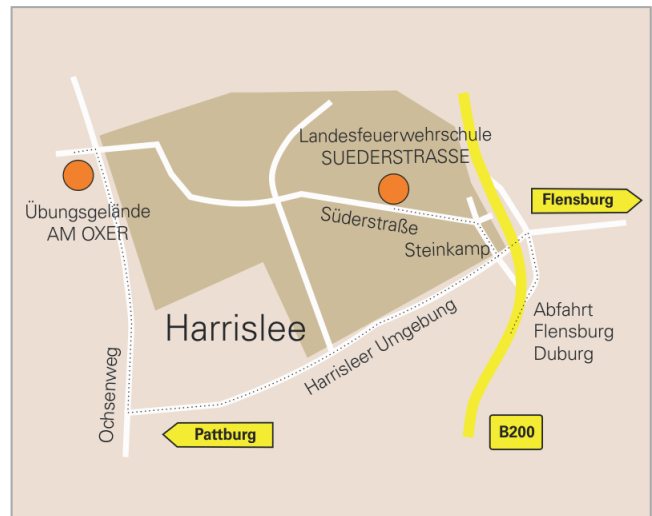 Landesfeuerwehrschule
SUEDERSTRASSE
Flensburg
Übungsgelände
AM OXER
Süderstraße
Steinkamp
Harrislee
Harrisleer Umgebung
Abfahrt
Flensburg
Duburg
Ochsenweg
Pattburg
B200